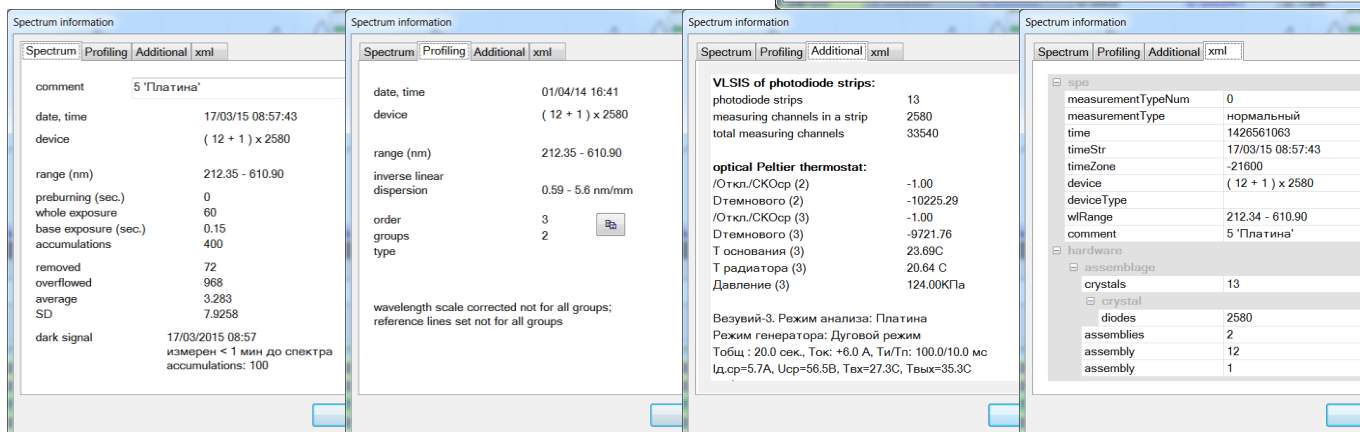 Spectrum information
Spectrum Profiling Additional xml
comment 5 'Платина'
date, time 17/03/15 08:57:43
device ( 12 + 1 ) x 2580
range (nm) 212.35 - 610.90
preburning (sec.) 0
whole exposure 60
base exposure (sec.) 0.15
accumulations 400
removed 72
overflowed 968
average 3.283
SD 7.9258
dark signal 17/03/2015 08:57
измерен < 1 мин до спектра
accumulations: 100
Spectrum information
Spectrum Profiling Additional xml
date, time 01/04/14 16:41
device ( 12 + 1 ) x 2580
range (nm) 212.35 - 610.90
inverse linear
dispersion 0.59 - 5.6 nm/mm
order 3
groups 2
type
wavelength scale corrected not for all groups;
reference lines set not for all groups
Spectrum information
Spectrum Profiling Additional xml
VLSIS of photodiode strips:
photodiode strips 13
measuring channels in a strip 2580
total measuring channels 33540
optical Peltier thermostat:
/Откл./СКОср (2) -1.00
Dтемнового (2) -10225.29
/Откл./СКОср (3) -1.00
Dтемнового (3) -9721.76
Т основания (3) 23.69C
Т радиатора (3) 20.64 C
Давление (3) 124.00КПа
Везувий-3. Режим анализа: Платина
Режим генератора: Дуговой режим
Тобщ : 20.0 сек., Ток: +6.0 А, Ти/Тп: 100.0/10.0 мс
Iд.ср=5.7А, Uср=56.5В, Твх=27.3С, Твых=35.3С
Spectrum information
Spectrum Profiling Additional xml
spe
measurementTypeNum 0
measurementType нормальный
time 1426561063
timeStr 17/03/15 08:57:43
timeZone -21600
device ( 12 + 1 ) x 2580
deviceType
wlRange 212.34 - 610.90
comment 5 'Платина'
hardware
assemblage
crystals 13
crystal
diodes 2580
assemblies 2
assembly 12
assembly 1